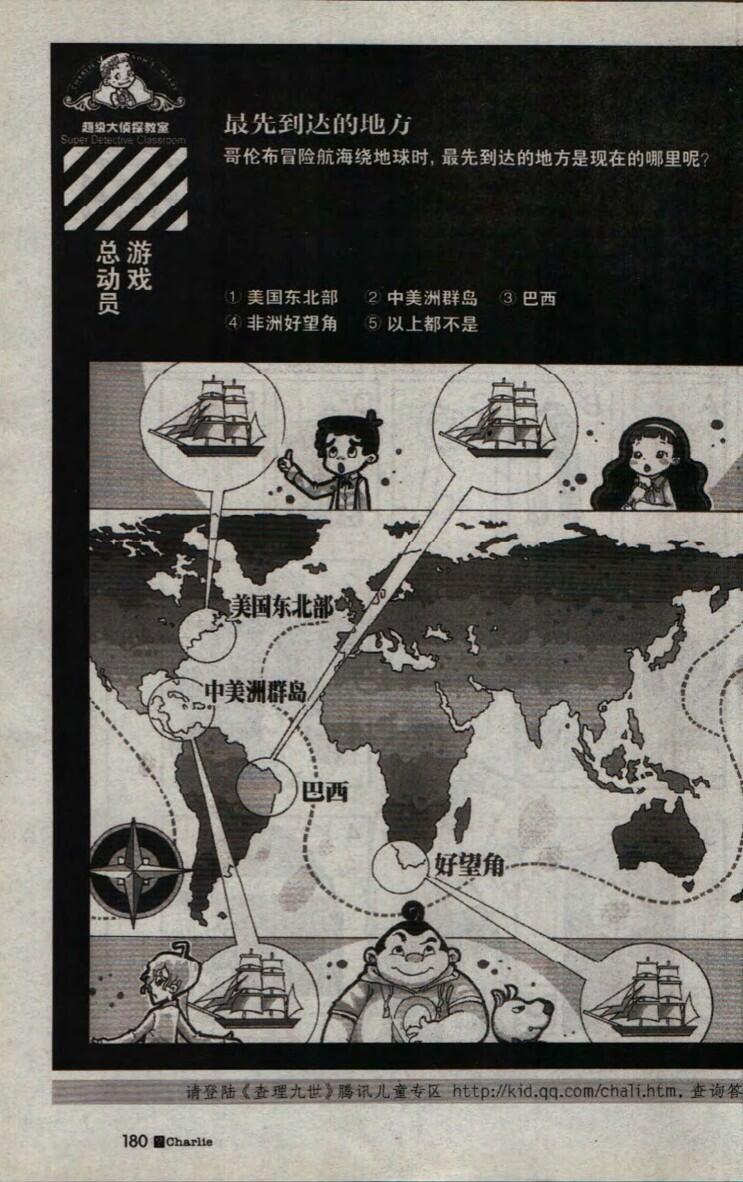 超级大侦探教室
Super Detective Classroom
游戏
总动员
最先到达的地方
哥伦布冒险航海绕地球时，最先到达的地方是现在的哪里呢？
① 美国东北部 ② 中美洲群岛 ③ 巴西
④ 非洲好望角 ⑤ 以上都不是
美国东北部
中美洲群岛
巴西
好望角
请登陆《查理九世》腾讯儿童专区 http://kid.qq.com/chali.htm，查询答
180 Charlie